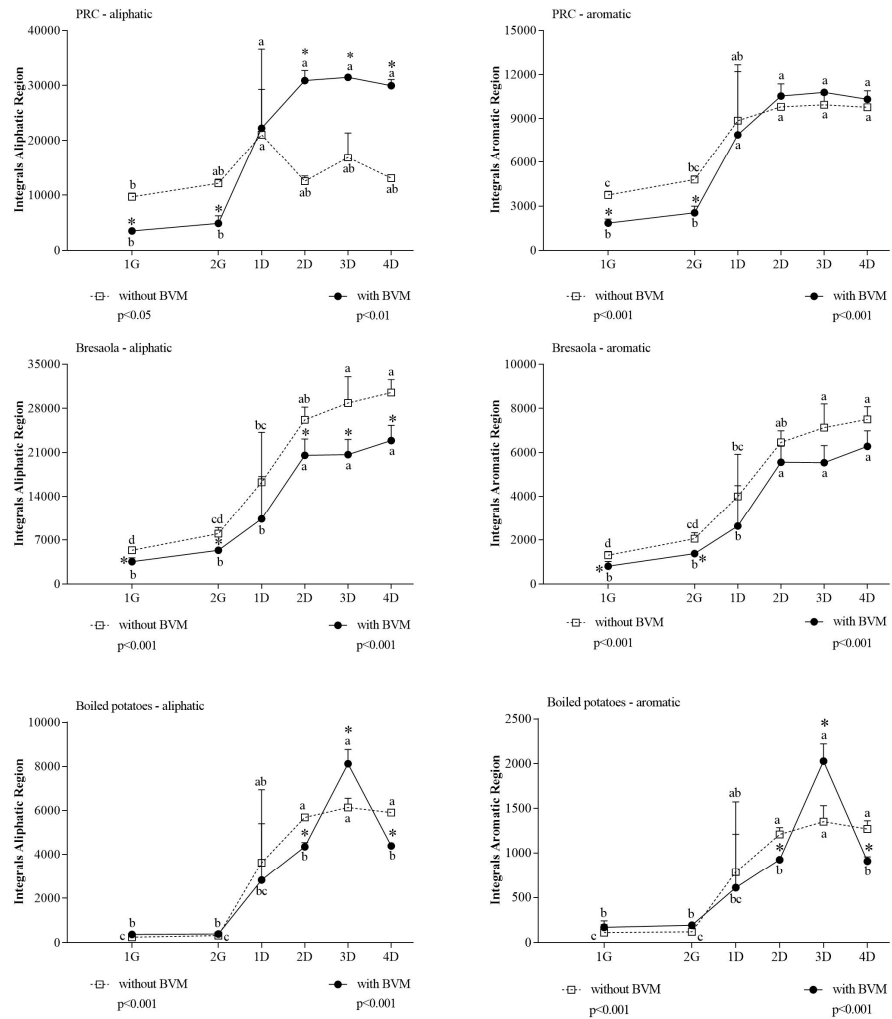 PRC - aliphatic
Integrals Aliphatic Region
40000
30000
20000
10000
0
b
ab
a
*
a
*
a
*
a
*
b
*
b
a
ab
ab
ab
1G 2G 1D 2D 3D 4D
without BVM with BVM
p<0.05 p<0.01
PRC - aromatic
Integrals Aromatic Region
15000
12000
9000
6000
3000
0
c
bc
ab
a
a
a
*
b
*
b
a
a
a
a
1G 2G 1D 2D 3D 4D
without BVM with BVM
p<0.001 p<0.001
Bresaola - aliphatic
Integrals Aliphatic Region
35000
28000
21000
14000
7000
0
d
cd
bc
ab
a
a
*
b
*
b
b
*
a
*
a
*
a
1G 2G 1D 2D 3D 4D
without BVM with BVM
p<0.001 p<0.001
Bresaola - aromatic
Integrals Aromatic Region
10000
8000
6000
4000
2000
0
d
cd
bc
ab
a
a
*
b
b *
b
a
a
a
1G 2G 1D 2D 3D 4D
without BVM with BVM
p<0.001 p<0.001
Boiled potatoes - aliphatic
Integrals Aliphatic Region
10000
8000
6000
4000
2000
0
b
b
ab
a
*
a
a
c
c
bc
*
b
a
*
b
1G 2G 1D 2D 3D 4D
without BVM with BVM
p<0.001 p<0.001
Boiled potatoes - aromatic
Integrals Aromatic Region
2500
2000
1500
1000
500
0
b
b
ab
a
*
a
a
c
c
bc
*
b
a
*
b
1G 2G 1D 2D 3D 4D
without BVM with BVM
p<0.001 p<0.001